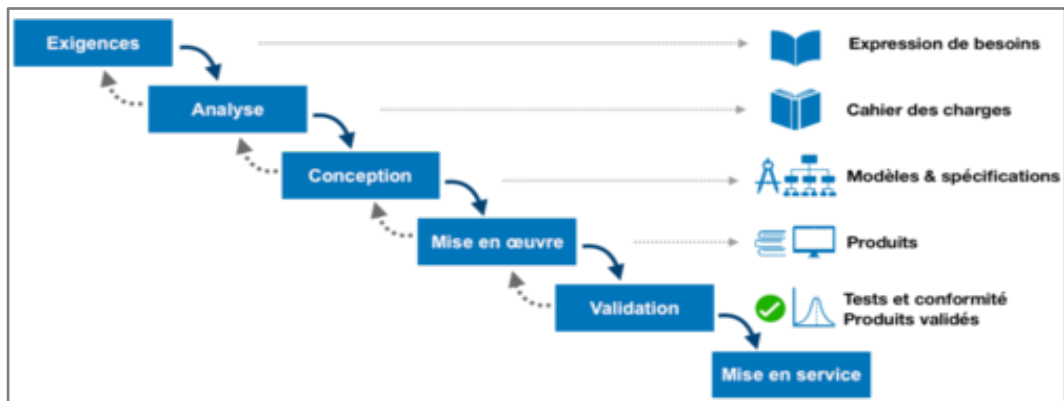 Exigences
Expression de besoins
Analyse
Cahier des charges
Conception
Modèles & spécifications
Mise en œuvre
Produits
Validation
Tests et conformité
Produits validés
Mise en service